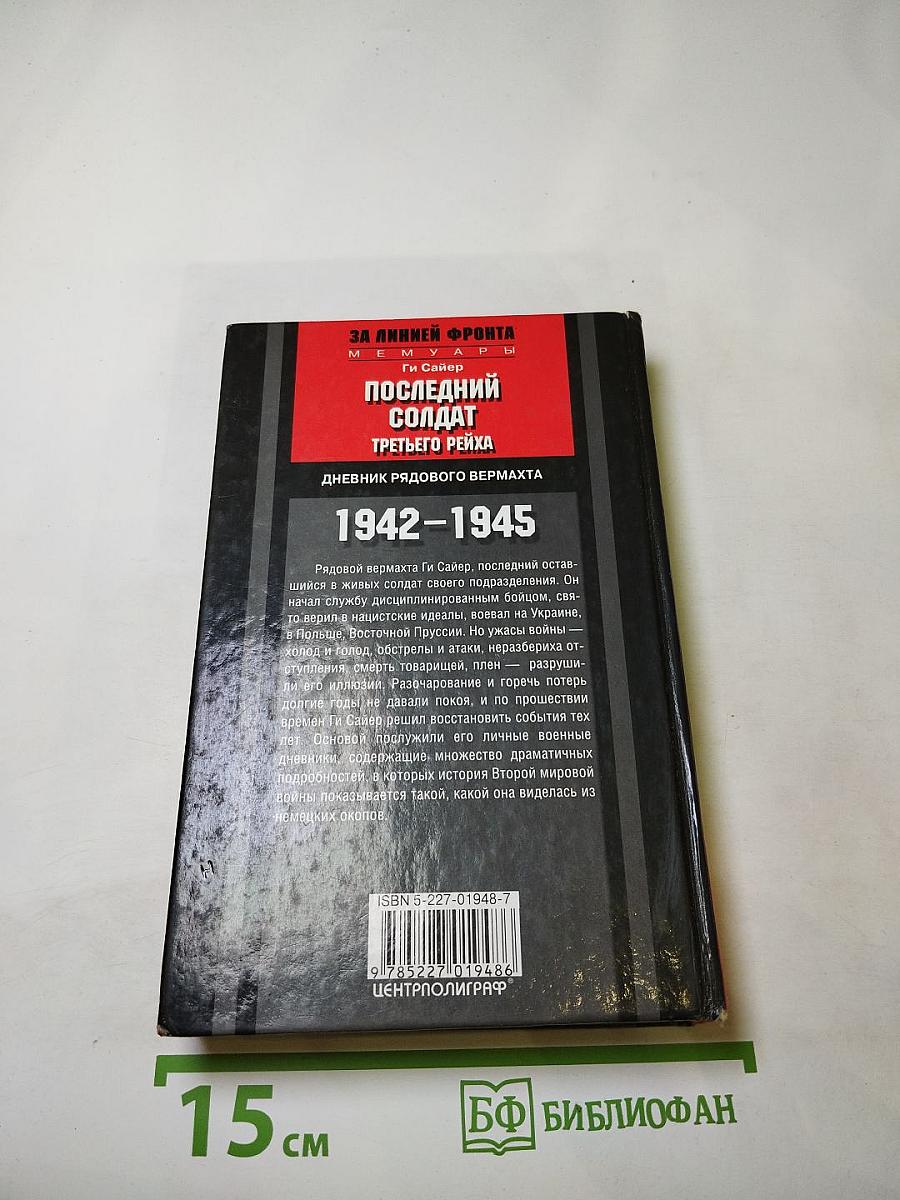 ЗА ЛИНИЕЙ ФРОНТА
МЕМУАРЫ
Ги Сайер
ПОСЛЕДНИЙ
СОЛДАТ
ТРЕТЬЕГО РЕЙХА
ДНЕВНИК РЯДОВОГО ВЕРМАХТА
1942–1945
Рядовой вермахта Ги Сайер, последний остав-
шийся в живых солдат своего подразделения. Он
начал службу дисциплинированным бойцом, свя-
то верил в нацистские идеалы, воевал на Украине,
в Польше, Восточной Пруссии. Но ужасы войны —
холод и голод, обстрелы и атаки, неразбериха от-
ступления, смерть товарищей, плен — разруши-
ли его иллюзии. Разочарование и горечь потерь
долгие годы не давали покоя, и по прошествии
времен Ги Сайер решил восстановить события тех
лет. Основой послужили его личные военные
дневники, содержащие множество драматичных
подробностей, в которых история Второй мировой
войны показывается такой, какой она виделась из
немецких окопов.
ISBN 5-227-01948-7
9 785227 019486
ЦЕНТРПОЛИГРАФ®
15 см
БФ БИБЛИОФАН